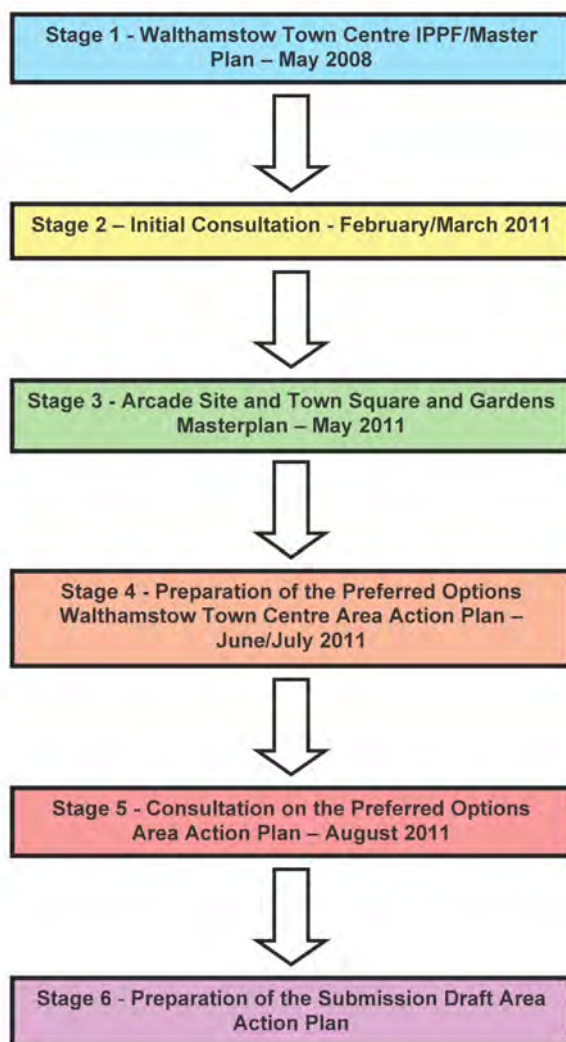 Stage 1 - Walthamstow Town Centre IPPF/Master
Plan – May 2008
Stage 2 – Initial Consultation - February/March 2011
Stage 3 - Arcade Site and Town Square and Gardens
Masterplan – May 2011
Stage 4 - Preparation of the Preferred Options
Walthamstow Town Centre Area Action Plan –
June/July 2011
Stage 5 - Consultation on the Preferred Options
Area Action Plan – August 2011
Stage 6 - Preparation of the Submission Draft Area
Action Plan